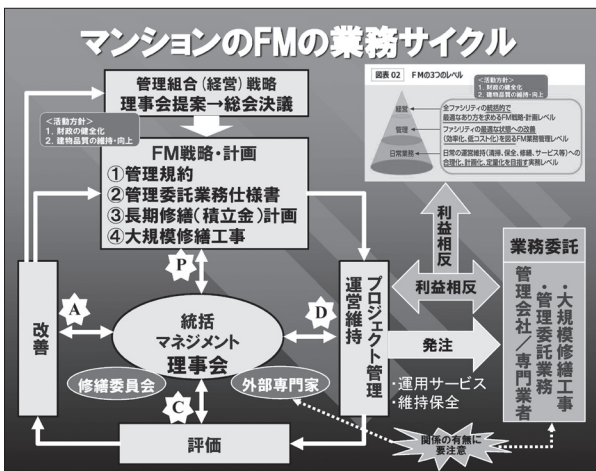 マンションのFMの業務サイクル
管理組合(経営)戦略
理事会提案→総会決議
<活動方針>
1. 財政の健全化
2. 建物品質の維持・向上
FM戦略・計画
①管理規約
②管理委託業務仕様書
③長期修繕(積立金)計画
④大規模修繕工事
図表 02 FMの3つのレベル
<活動方針>
1. 財政の健全化
2. 建物品質の維持・向上
経営
全ファシリティの統括的で
最適なあり方を求めるFM戦略・計画レベル
管理
ファシリティの最適な状態への改善
(効率化、低コスト化)を図るFM業務管理レベル
日常業務
日常の運営維持(清掃、保全、修繕、サービス等)への
合理化、計画化、定量化を目指す実務レベル
P
A
D
C
改善
統括
マネジメント
理事会
修繕委員会
外部専門家
評価
プロジェクト管理
運営維持
利益相反
利益相反
発注
・運用サービス
・維持保全
業務委託
・大規模修繕工事
・管理委託業務
管理会社/専門業者
関係の有無に
要注意